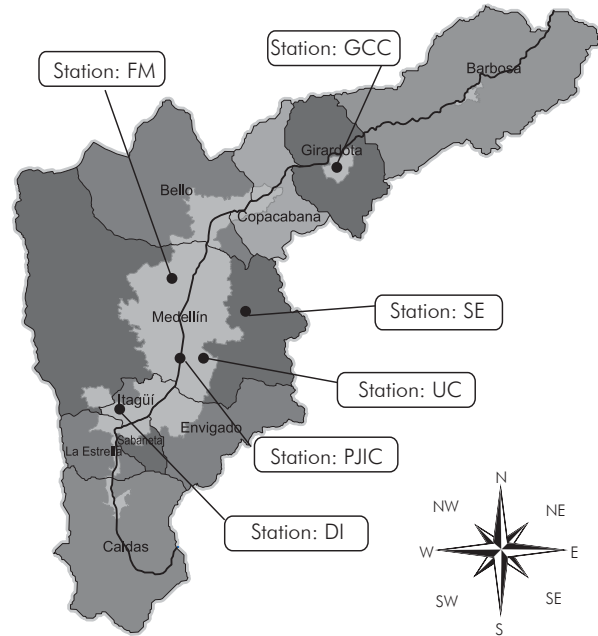 Station: GCC
Station: FM
Barbosa
Girardota
Bello
Copacabana
Medellín
Station: SE
Station: UC
Itagüí
Envigado
Sabaneta
La Estrella
Station: PJIC
Station: DI
Caldas
N
NW
NE
W
E
SW
SE
S